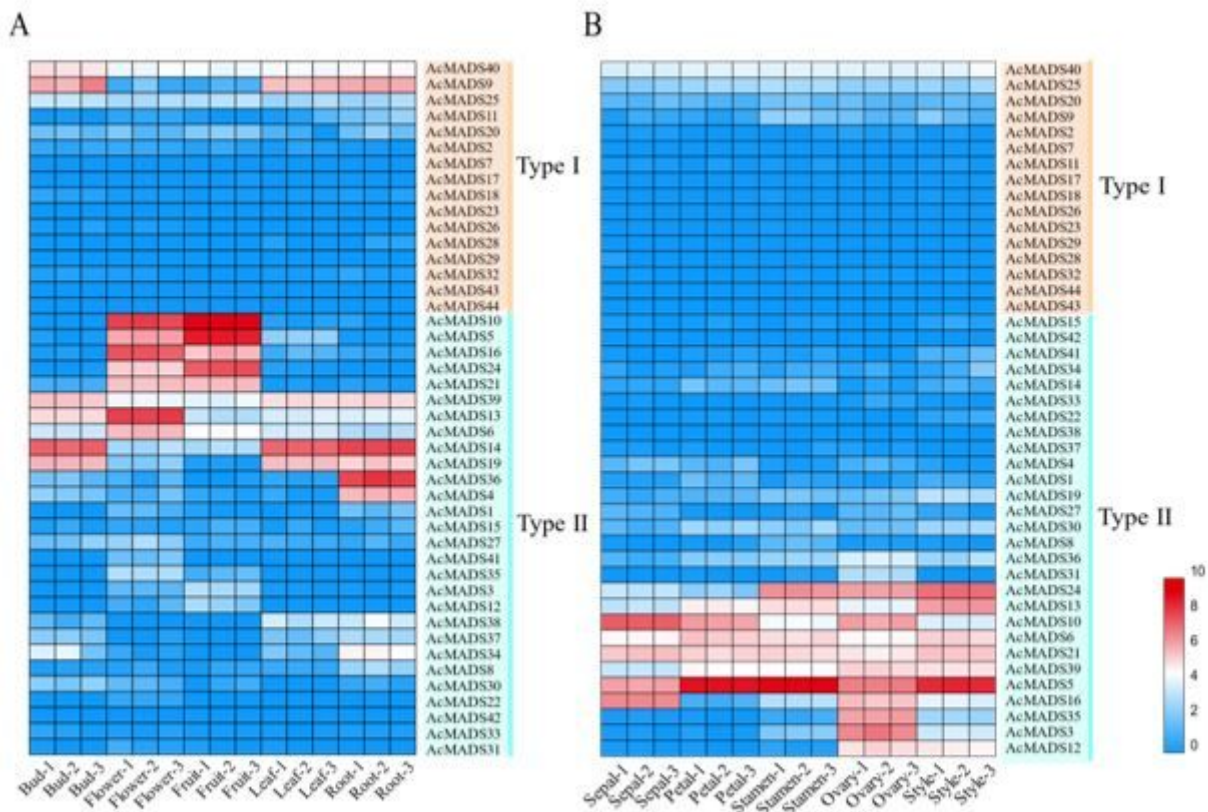 A
AcMADS40
AcMADS9
AcMADS25
AcMADS11
AcMADS20
AcMADS2
AcMADS7
AcMADS17
AcMADS18
AcMADS23
AcMADS26
AcMADS28
AcMADS29
AcMADS32
AcMADS43
AcMADS44
AcMADS10
AcMADS5
AcMADS16
AcMADS24
AcMADS21
AcMADS39
AcMADS13
AcMADS6
AcMADS14
AcMADS19
AcMADS36
AcMADS4
AcMADS1
AcMADS15
AcMADS27
AcMADS41
AcMADS35
AcMADS3
AcMADS12
AcMADS38
AcMADS37
AcMADS34
AcMADS8
AcMADS30
AcMADS22
AcMADS42
AcMADS33
AcMADS31
Type I
Type II
Bud-1
Bud-2
Bud-3
Flower-1
Flower-2
Flower-3
Fruit-1
Fruit-2
Fruit-3
Leaf-1
Leaf-2
Leaf-3
Root-1
Root-2
Root-3
B
AcMADS40
AcMADS25
AcMADS20
AcMADS9
AcMADS2
AcMADS7
AcMADS11
AcMADS17
AcMADS18
AcMADS26
AcMADS23
AcMADS29
AcMADS28
AcMADS32
AcMADS44
AcMADS43
AcMADS15
AcMADS42
AcMADS41
AcMADS34
AcMADS14
AcMADS33
AcMADS22
AcMADS38
AcMADS37
AcMADS4
AcMADS1
AcMADS19
AcMADS27
AcMADS30
AcMADS8
AcMADS36
AcMADS31
AcMADS24
AcMADS13
AcMADS10
AcMADS6
AcMADS21
AcMADS39
AcMADS5
AcMADS16
AcMADS35
AcMADS3
AcMADS12
Type I
Type II
Sepal-1
Sepal-2
Sepal-3
Petal-1
Petal-2
Petal-3
Stamen-1
Stamen-2
Stamen-3
Ovary-1
Ovary-2
Ovary-3
Style-1
Style-2
Style-3
10
8
6
4
2
0